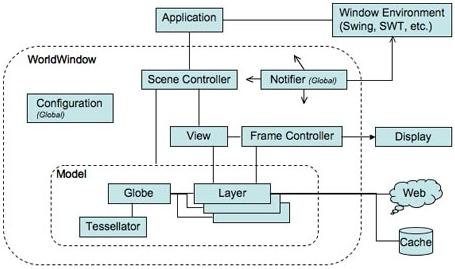 Application
Window Environment
(Swing, SWT, etc.)
WorldWindow
Scene Controller
Notifier (Global)
Configuration
(Global)
View
Frame Controller
Display
Model
Globe
Layer
Web
Tessellator
Cache